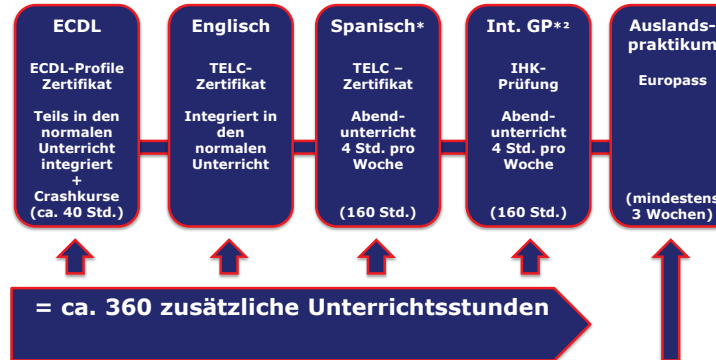 ECDL
ECDL-Profile
Zertifikat
Teils in den
normalen
Unterricht
integriert
+
Crashkurse
(ca. 40 Std.)
Englisch
TELC-
Zertifikat
Integriert in
den
normalen
Unterricht
Spanisch*
TELC –
Zertifikat
Abend-
unterricht
4 Std. pro
Woche
(160 Std.)
Int. GP*²
IHK-
Prüfung
Abend-
unterricht
4 Std. pro
Woche
(160 Std.)
Auslands-
praktikum
Europass
(mindestens
3 Wochen)
= ca. 360 zusätzliche Unterrichtsstunden